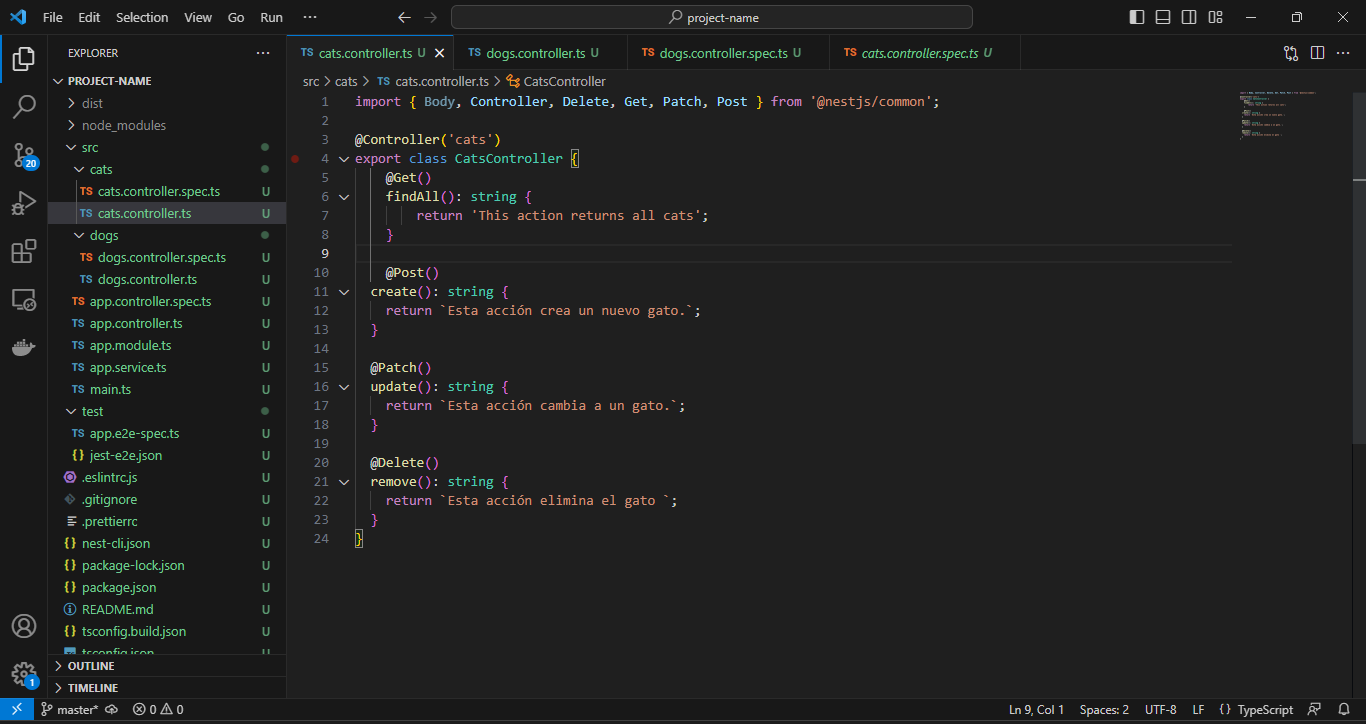 File Edit Selection View Go Run ··· project-name
EXPLORER ···
PROJECT-NAME
dist
node_modules
src
cats
TS cats.controller.spec.ts U
TS cats.controller.ts U
dogs
TS dogs.controller.spec.ts U
TS dogs.controller.ts U
TS app.controller.spec.ts U
TS app.controller.ts U
TS app.module.ts U
TS app.service.ts U
TS main.ts U
test
TS app.e2e-spec.ts U
{} jest-e2e.json U
.eslintrc.js U
.gitignore U
.prettierrc U
{} nest-cli.json U
{} package-lock.json U
{} package.json U
README.md U
{} tsconfig.build.json U
tsconfig.json U
OUTLINE
TIMELINE
20
1
TS cats.controller.ts U TS dogs.controller.ts U TS dogs.controller.spec.ts U TS cats.controller.spec.ts U
src > cats > TS cats.controller.ts > CatsController
1 import { Body, Controller, Delete, Get, Patch, Post } from '@nestjs/common';
2
3 @Controller('cats')
4 export class CatsController {
5 @Get()
6 findAll(): string {
7 return 'This action returns all cats';
8 }
9
10 @Post()
11 create(): string {
12 return `Esta acción crea un nuevo gato.`;
13 }
14
15 @Patch()
16 update(): string {
17 return `Esta acción cambia a un gato.`;
18 }
19
20 @Delete()
21 remove(): string {
22 return `Esta acción elimina el gato `;
23 }
24 }
master* 0 0 Ln 9, Col 1 Spaces: 2 UTF-8 LF {} TypeScript